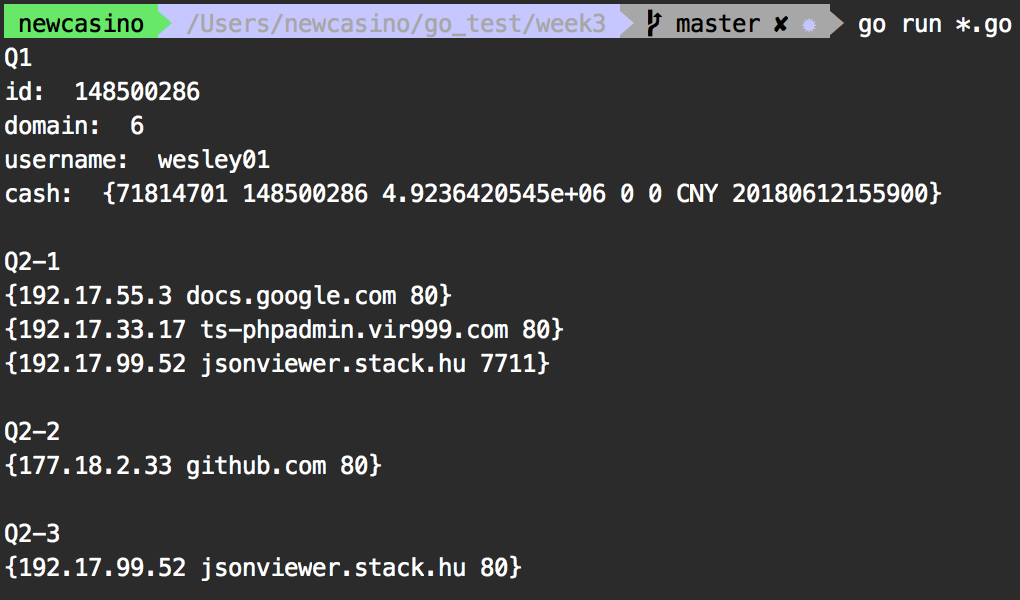 newcasino /Users/newcasino/go_test/week3 master ✘ go run *.go
Q1
id:  148500286
domain:  6
username:  wesley01
cash:  {71814701 148500286 4.9236420545e+06 0 0 CNY 20180612155900}
Q2-1
{192.17.55.3 docs.google.com 80}
{192.17.33.17 ts-phpadmin.vir999.com 80}
{192.17.99.52 jsonviewer.stack.hu 7711}
Q2-2
{177.18.2.33 github.com 80}
Q2-3
{192.17.99.52 jsonviewer.stack.hu 80}